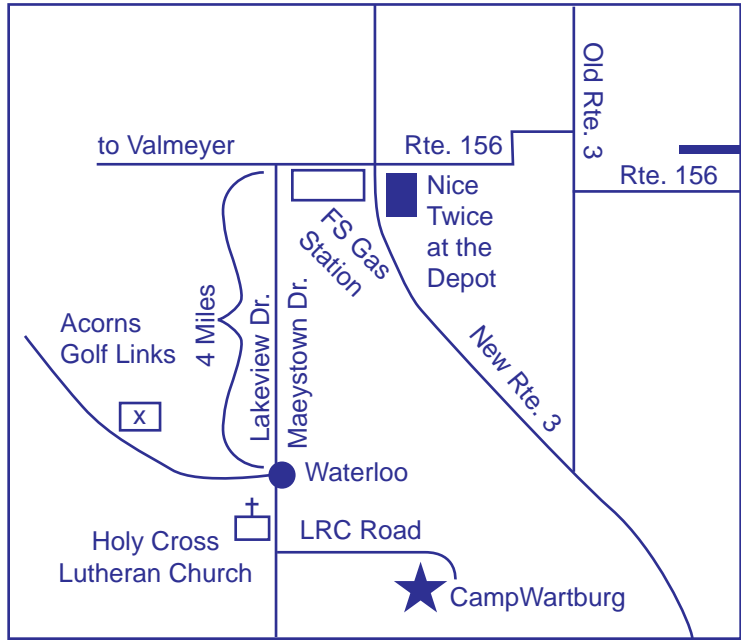 Old Rte. 3
to Valmeyer
Rte. 156
Rte. 156
Nice
Twice
at the
Depot
FS Gas
Station
4 Miles
Lakeview Dr.
Maeystown Dr.
Acorns
Golf Links
x
New Rte. 3
Waterloo
LRC Road
Holy Cross
Lutheran Church
CampWartburg